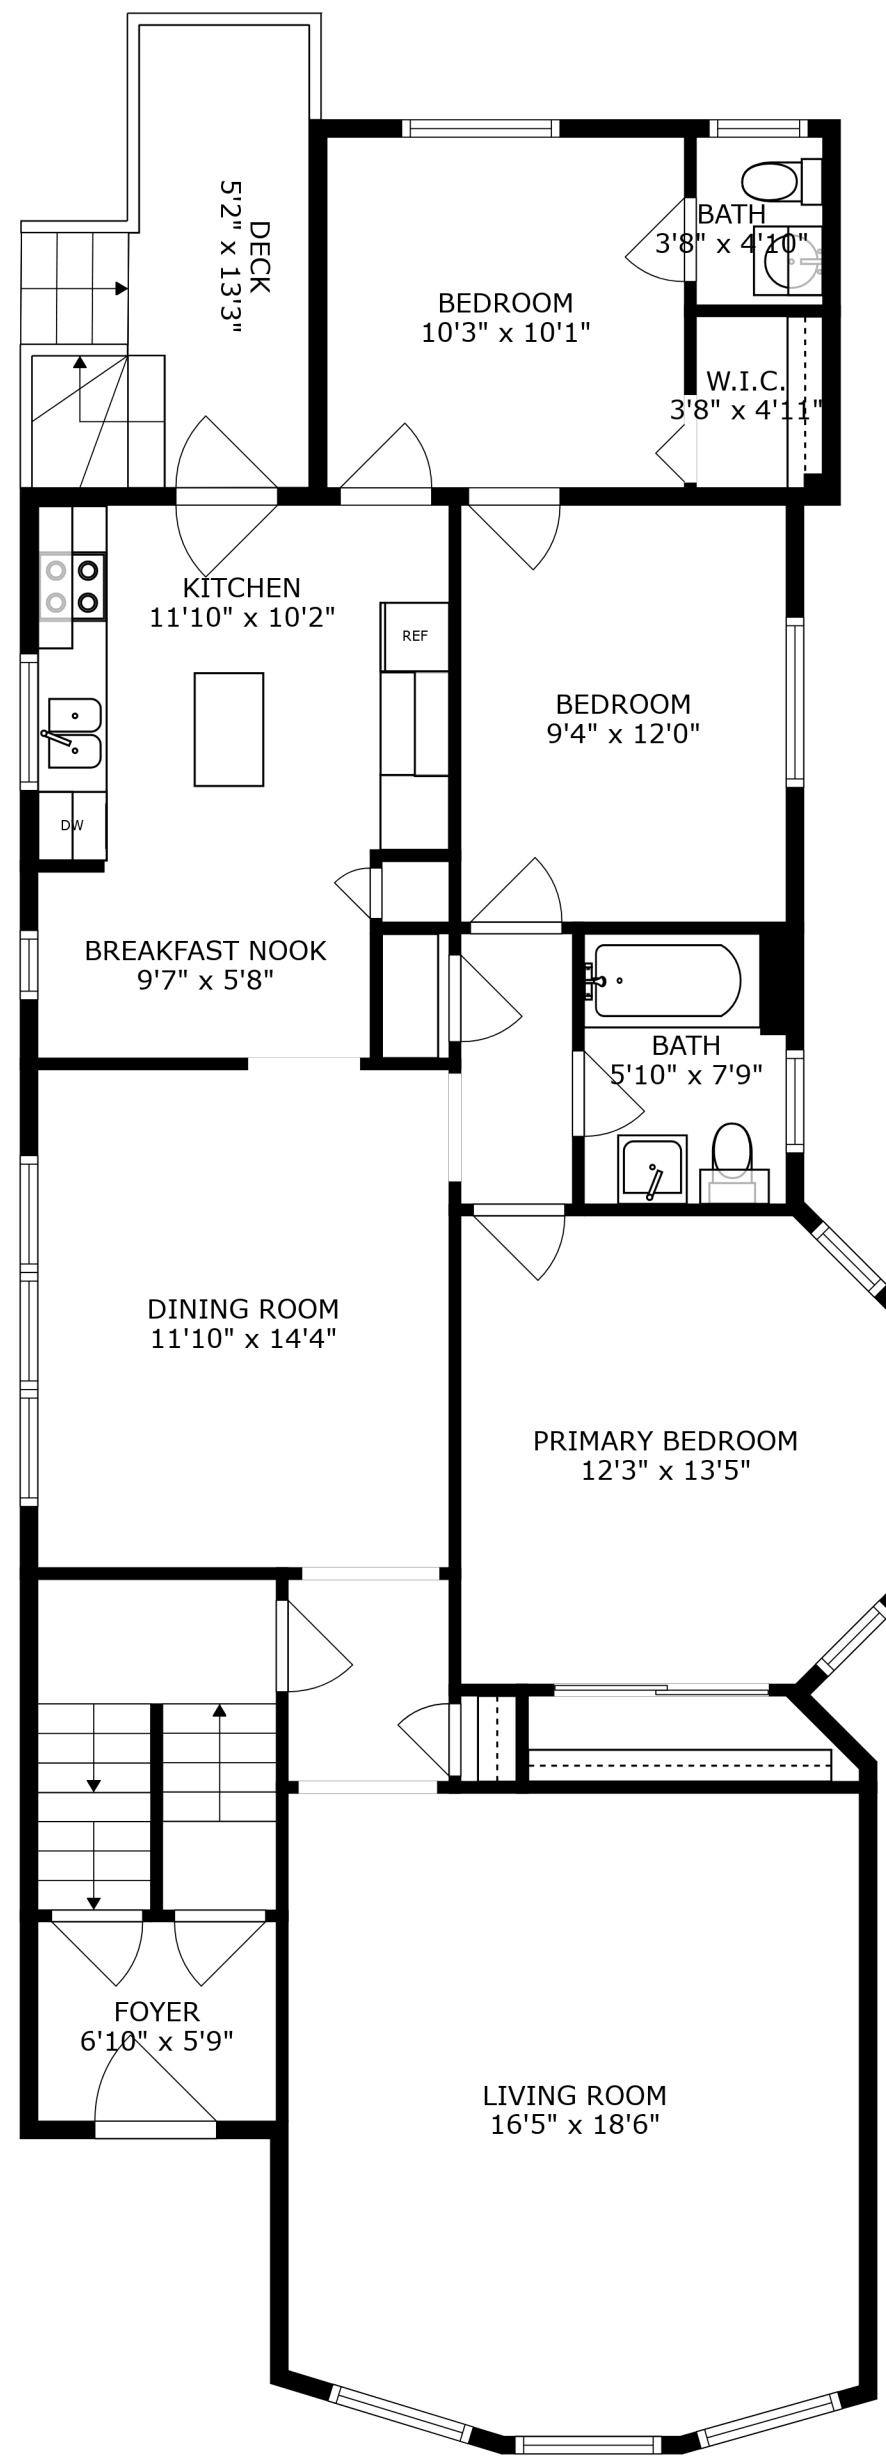 DECK
5'2" x 13'3"
BATH
3'8" x 4'10"
BEDROOM
10'3" x 10'1"
W.I.C.
3'8" x 4'11"
KITCHEN
11'10" x 10'2"
REF
BEDROOM
9'4" x 12'0"
DW
BREAKFAST NOOK
9'7" x 5'8"
BATH
5'10" x 7'9"
DINING ROOM
11'10" x 14'4"
PRIMARY BEDROOM
12'3" x 13'5"
FOYER
6'10" x 5'9"
LIVING ROOM
16'5" x 18'6"